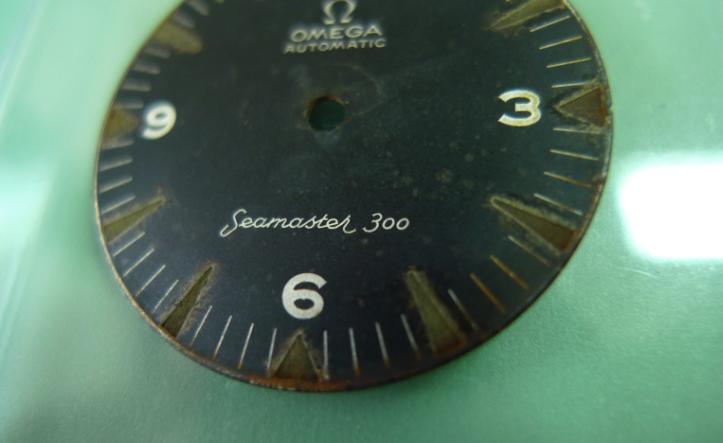 Ω
OMEGA
AUTOMATIC
9 3
Seamaster 300
6